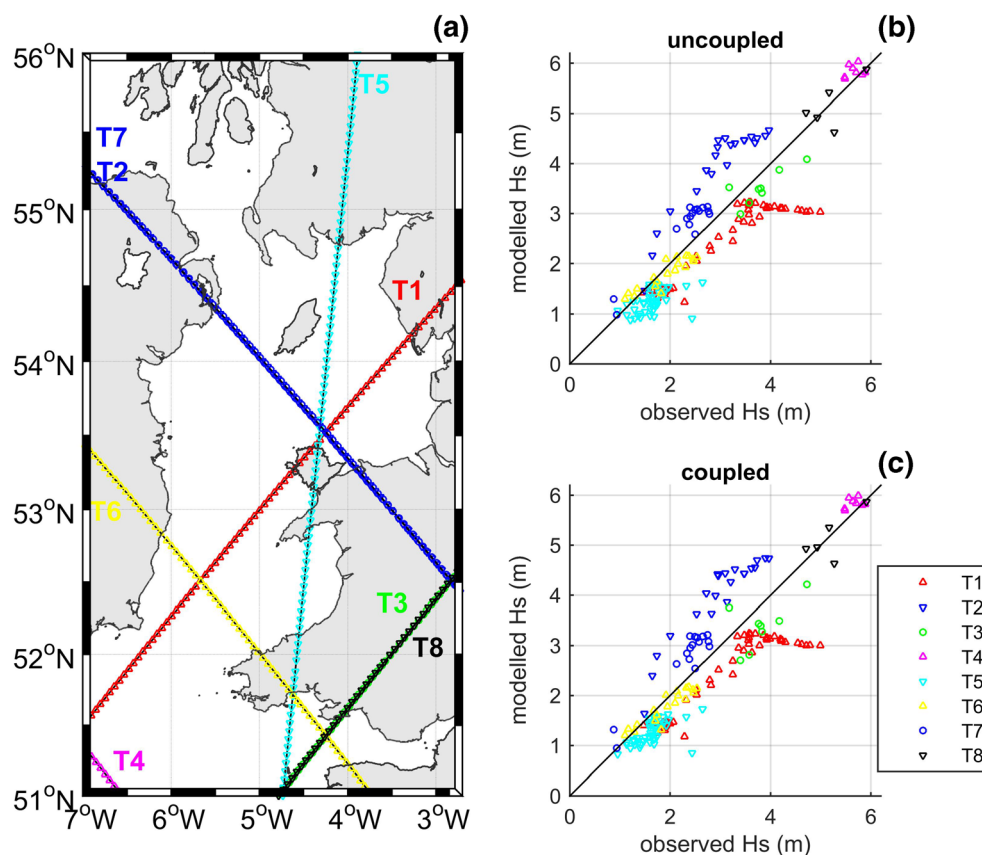 (a)
56°N
55°N
54°N
53°N
52°N
51°N
7°W
6°W
5°W
4°W
3°W
T5
T7
T2
T1
T6
T3
T8
T4
(b)
uncoupled
modelled Hs (m)
6
5
4
3
2
1
0
0 2 4 6
observed Hs (m)
(c)
coupled
modelled Hs (m)
6
5
4
3
2
1
0
0 2 4 6
observed Hs (m)
T1
T2
T3
T4
T5
T6
T7
T8